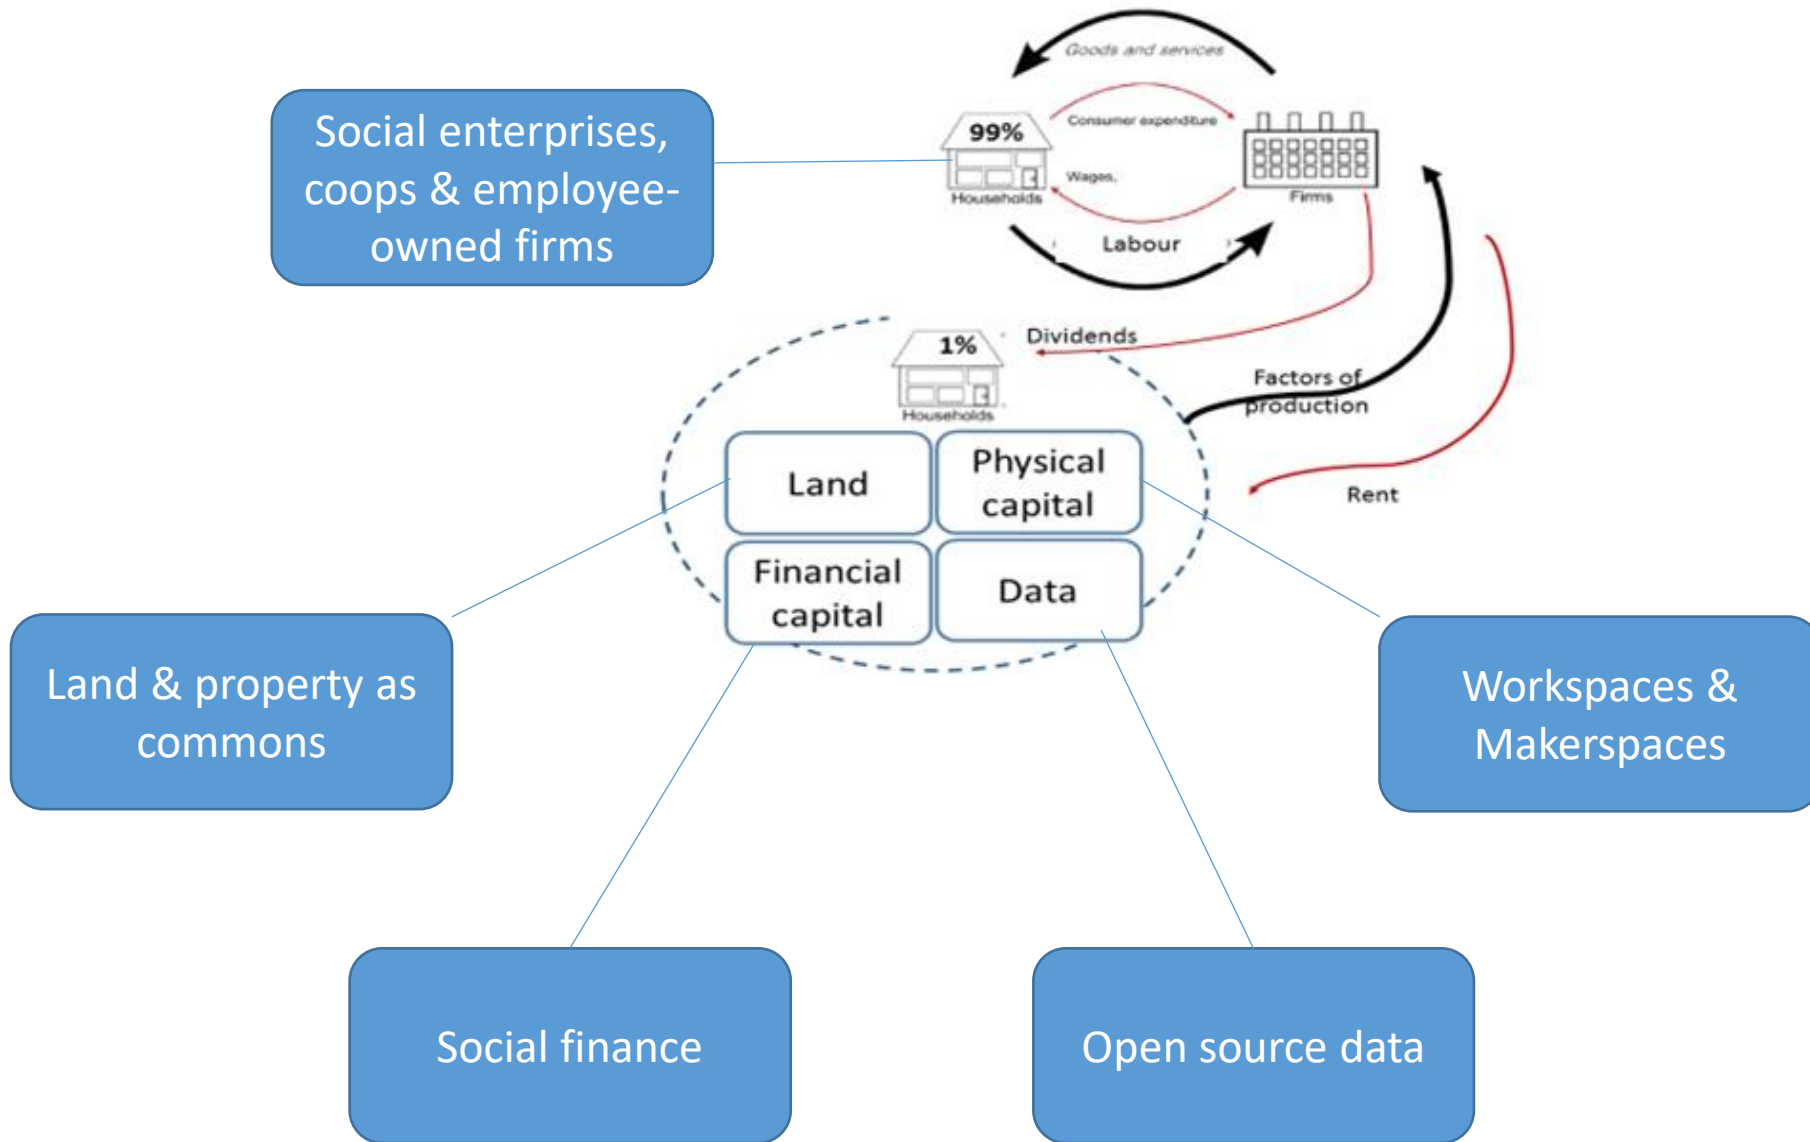 Goods and services
Social enterprises,
coops & employee-
owned firms
99%
Consumer expenditure
Wages,
Households
Firms
Labour
1%
Dividends
Households
Factors of
production
Land
Physical
capital
Rent
Financial
capital
Data
Land & property as
commons
Workspaces &
Makerspaces
Social finance
Open source data